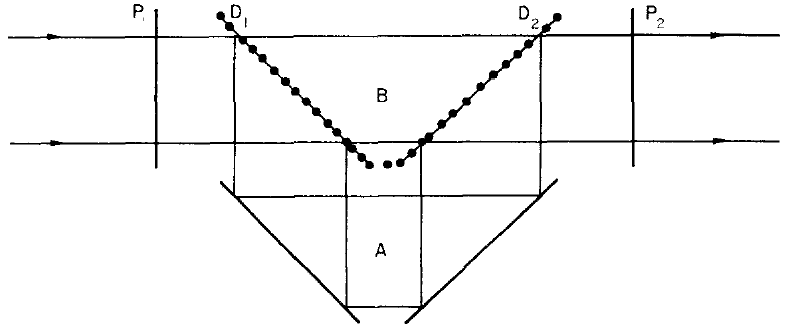 P₁ D₁ D₂ P₂
B
A